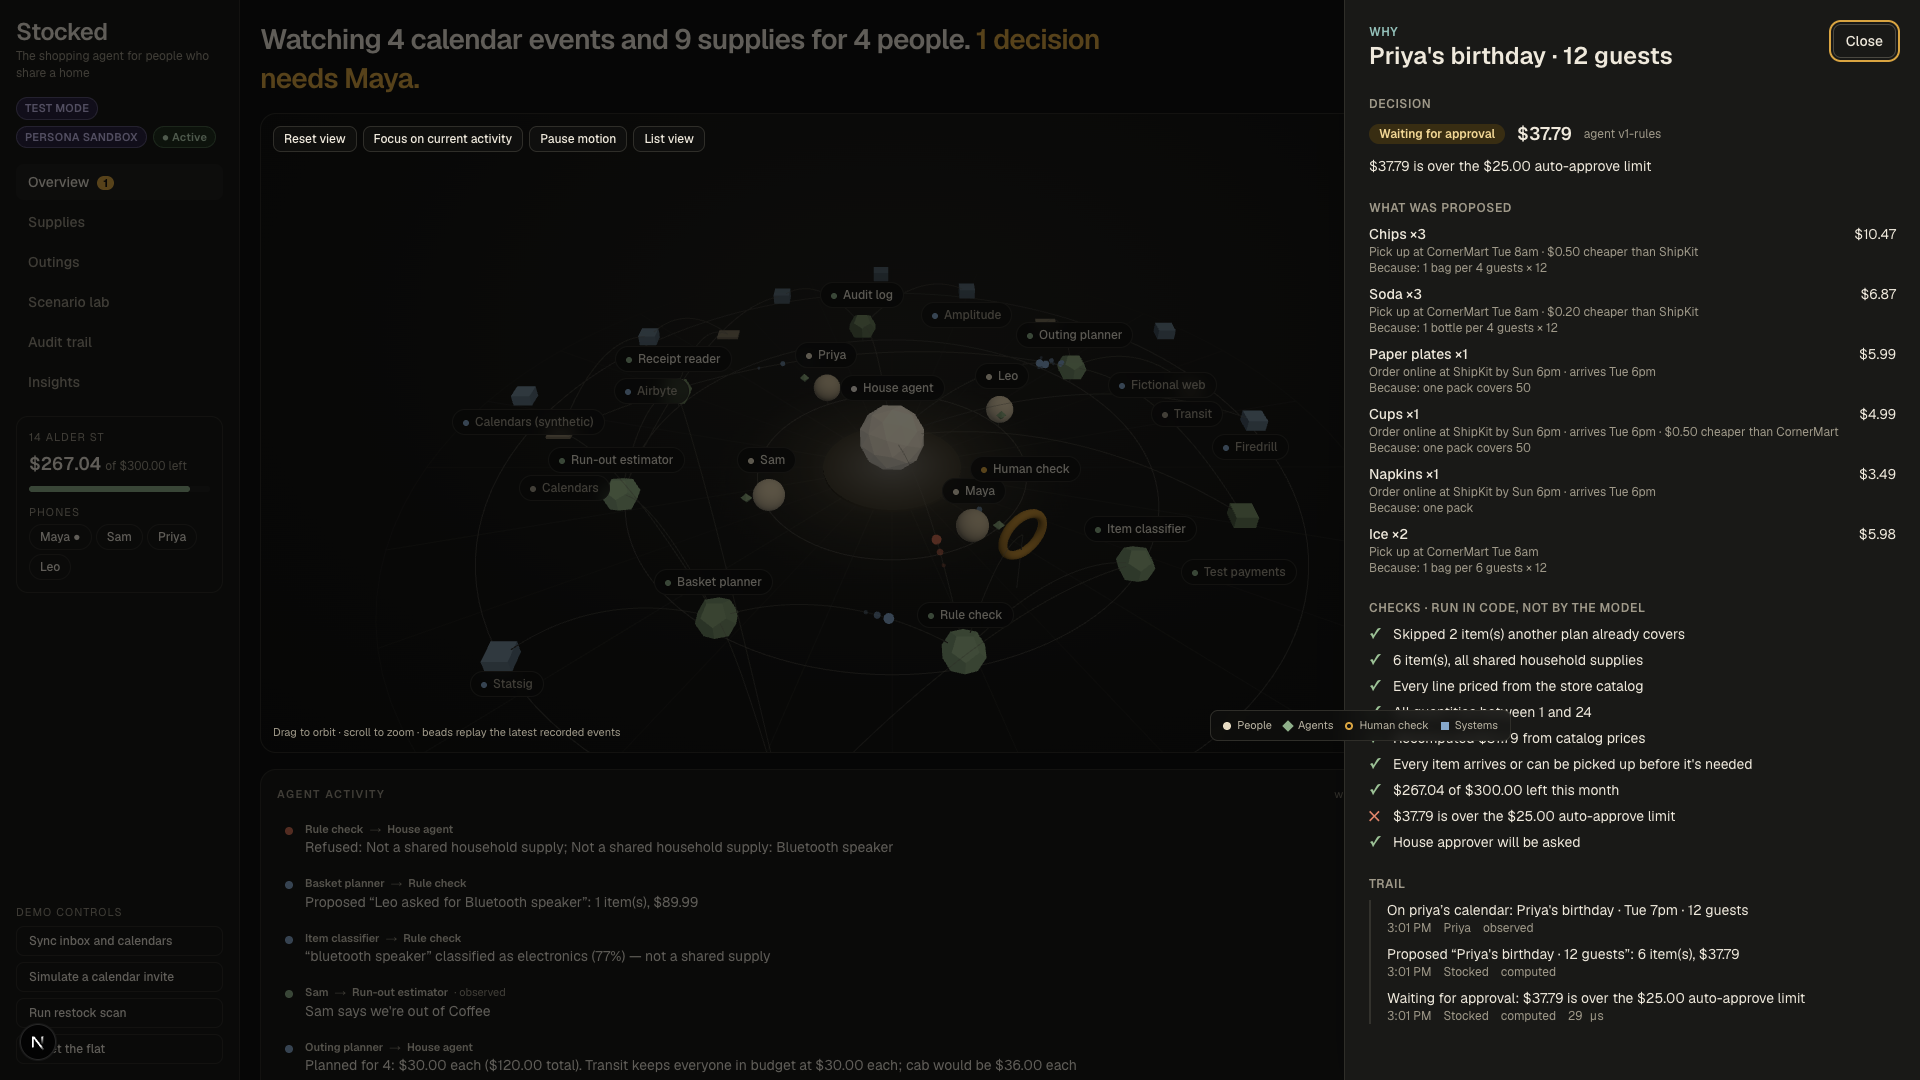 Stocked
The shopping agent for people who
share a home
TEST MODE
PERSONA SANDBOX
Active
Overview 1
Supplies
Outings
Scenario lab
Audit trail
Insights
14 ALDER ST
$267.04 of $300.00 left
PHONES
Maya
Sam
Priya
Leo
DEMO CONTROLS
Sync inbox and calendars
Simulate a calendar invite
Run restock scan
the flat
Watching 4 calendar events and 9 supplies for 4 people. 1 decision
needs Maya.
Reset view
Focus on current activity
Pause motion
List view
Audit log
Amplitude
Outing planner
Receipt reader
Priya
House agent
Leo
Airbyte
Fictional web
Transit
Calendars (synthetic)
Firedrill
Run-out estimator
Sam
Human check
Calendars
Maya
Item classifier
Test payments
Basket planner
Rule check
Statsig
Drag to orbit · scroll to zoom · beads replay the latest recorded events
People
Agents
Human check
Systems
AGENT ACTIVITY
Rule check → House agent
Refused: Not a shared household supply; Not a shared household supply: Bluetooth speaker
Basket planner → Rule check
Proposed “Leo asked for Bluetooth speaker”: 1 item(s), $89.99
Item classifier → Rule check
“bluetooth speaker” classified as electronics (77%) — not a shared supply
Sam → Run-out estimator · observed
Sam says we're out of Coffee
Outing planner → House agent
Planned for 4: $30.00 each ($120.00 total). Transit keeps everyone in budget at $30.00 each; cab would be $36.00 each
WHY
Priya's birthday · 12 guests
Close
DECISION
Waiting for approval $37.79 agent v1-rules
$37.79 is over the $25.00 auto-approve limit
WHAT WAS PROPOSED
Chips ×3 $10.47
Pick up at CornerMart Tue 8am · $0.50 cheaper than ShipKit
Because: 1 bag per 4 guests × 12
Soda ×3 $6.87
Pick up at CornerMart Tue 8am · $0.20 cheaper than ShipKit
Because: 1 bottle per 4 guests × 12
Paper plates ×1 $5.99
Order online at ShipKit by Sun 6pm · arrives Tue 6pm
Because: one pack covers 50
Cups ×1 $4.99
Order online at ShipKit by Sun 6pm · arrives Tue 6pm · $0.50 cheaper than CornerMart
Because: one pack covers 50
Napkins ×1 $3.49
Order online at ShipKit by Sun 6pm · arrives Tue 6pm
Because: one pack
Ice ×2 $5.98
Pick up at CornerMart Tue 8am
Because: 1 bag per 6 guests × 12
CHECKS · RUN IN CODE, NOT BY THE MODEL
✓ Skipped 2 item(s) another plan already covers
✓ 6 item(s), all shared household supplies
✓ Every line priced from the store catalog
✓ All quantities between 1 and 24
✓ Recomputed $37.79 from catalog prices
✓ Every item arrives or can be picked up before it's needed
✓ $267.04 of $300.00 left this month
✕ $37.79 is over the $25.00 auto-approve limit
✓ House approver will be asked
TRAIL
On priya's calendar: Priya's birthday · Tue 7pm · 12 guests
3:01 PM Priya observed
Proposed “Priya's birthday · 12 guests”: 6 item(s), $37.79
3:01 PM Stocked computed
Waiting for approval: $37.79 is over the $25.00 auto-approve limit
3:01 PM Stocked computed 29 µs